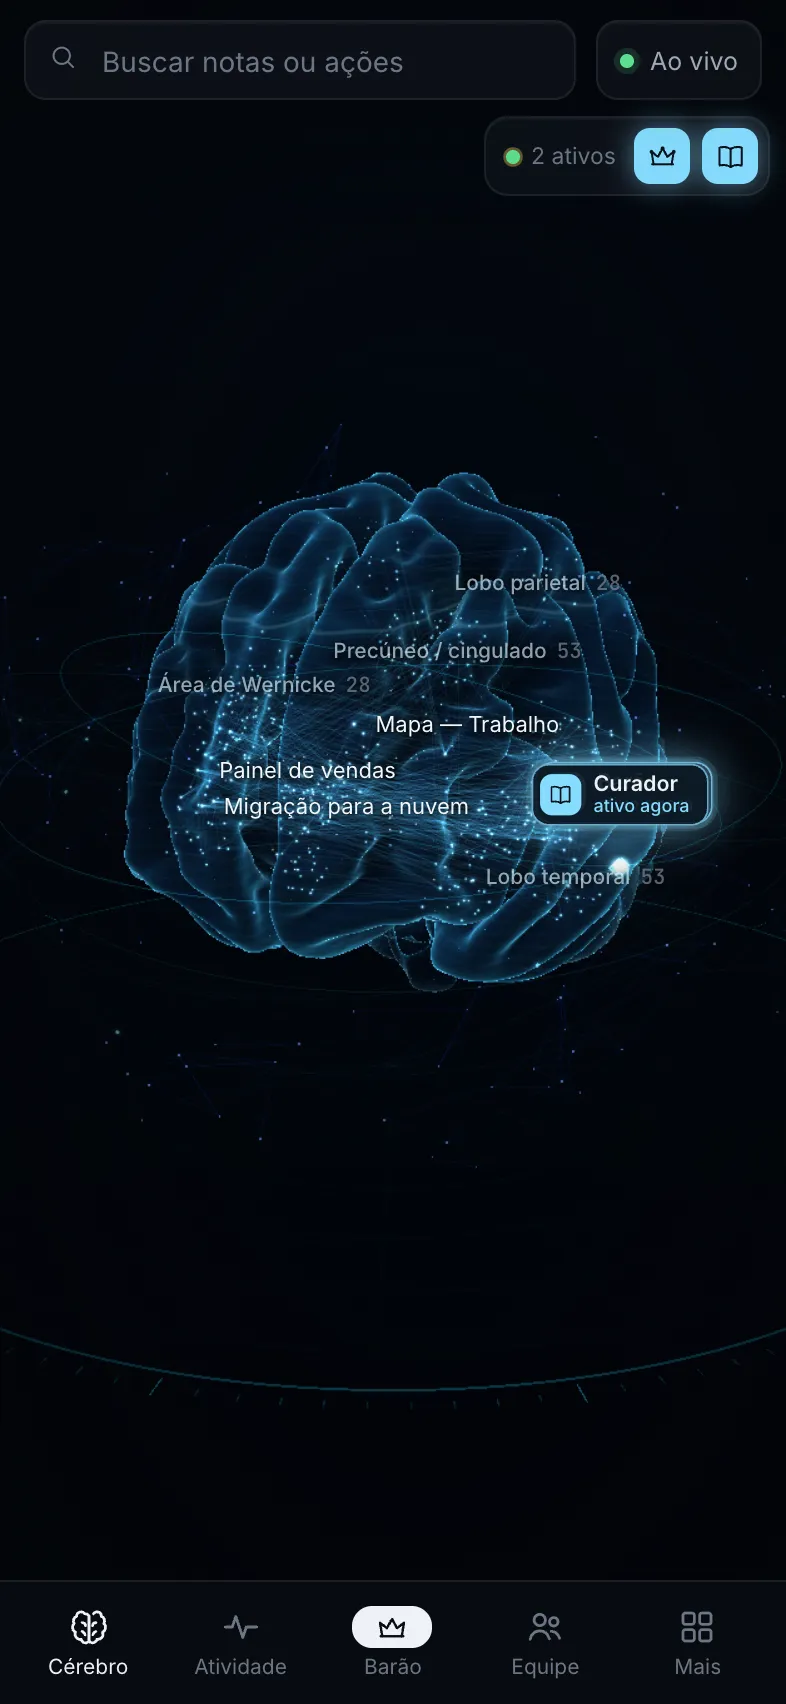 Buscar notas ou ações
Ao vivo
2 ativos
Lobo parietal 28
Precúneo / cingulado 53
Área de Wernicke 28
Mapa — Trabalho
Painel de vendas
Curador
ativo agora
Migração para a nuvem
Lobo temporal 53
Cérebro
Atividade
Barão
Equipe
Mais